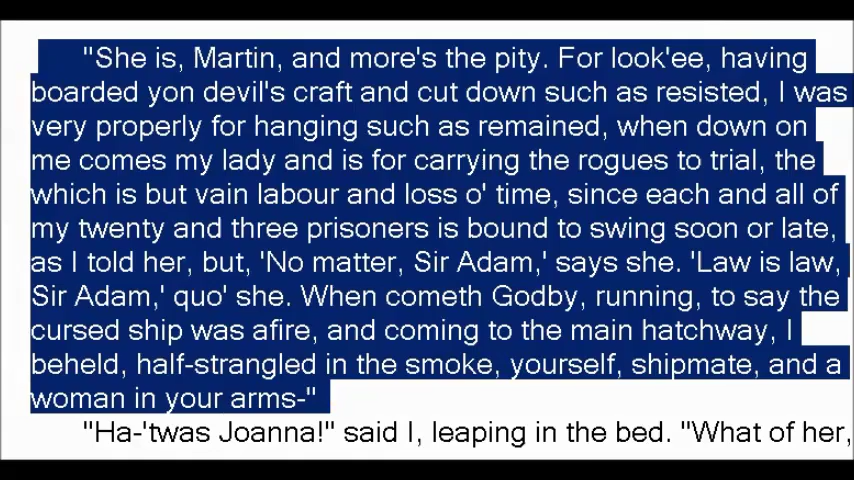 "She is, Martin, and more's the pity. For look'ee, having
boarded yon devil's craft and cut down such as resisted, I was
very properly for hanging such as remained, when down on
me comes my lady and is for carrying the rogues to trial, the
which is but vain labour and loss o' time, since each and all of
my twenty and three prisoners is bound to swing soon or late,
as I told her, but, 'No matter, Sir Adam,' says she. 'Law is law,
Sir Adam,' quo' she. When cometh Godby, running, to say the
cursed ship was afire, and coming to the main hatchway, I
beheld, half-strangled in the smoke, yourself, shipmate, and a
woman in your arms-"
"Ha-'twas Joanna!" said I, leaping in the bed. "What of her,